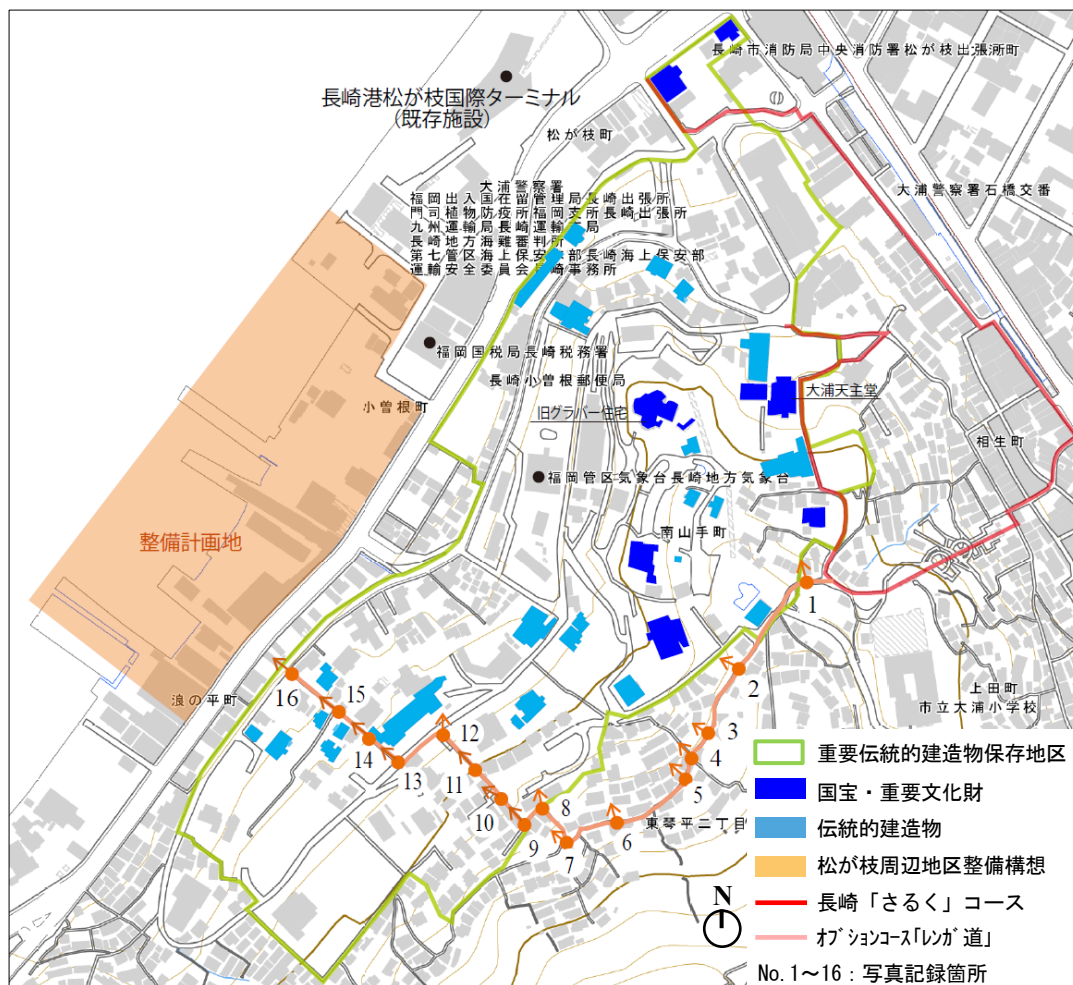 長崎市消防局中央消防署松が枝出張所町
長崎港松が枝国際ターミナル
(既存施設)
松が枝町
大浦警察署
福岡出入国在留管理局長崎出張所
門司植物防疫所福岡支所長崎出張所
九州運輸局長崎運輸支局
長崎地方海難審判所
第七管区海上保安本部長崎海上保安部
運輸安全委員会長崎事務所
大浦警察署石橋交番
福岡国税局長崎税務署
長崎小曽根郵便局
小曽根町
旧グラバー住宅
大浦天主堂
相生町
福岡管区気象台長崎地方気象台
整備計画地
南山手町
1
2
上田町
市立大浦小学校
浪の平町
16
15
14
13
12
11
10
9
8
7
6
5
4
3
東琴平二丁目
N
重要伝統的建造物保存地区
国宝・重要文化財
伝統的建造物
松が枝周辺地区整備構想
長崎「さるく」コース
オプションコース「レンガ道」
No.1～16：写真記録箇所